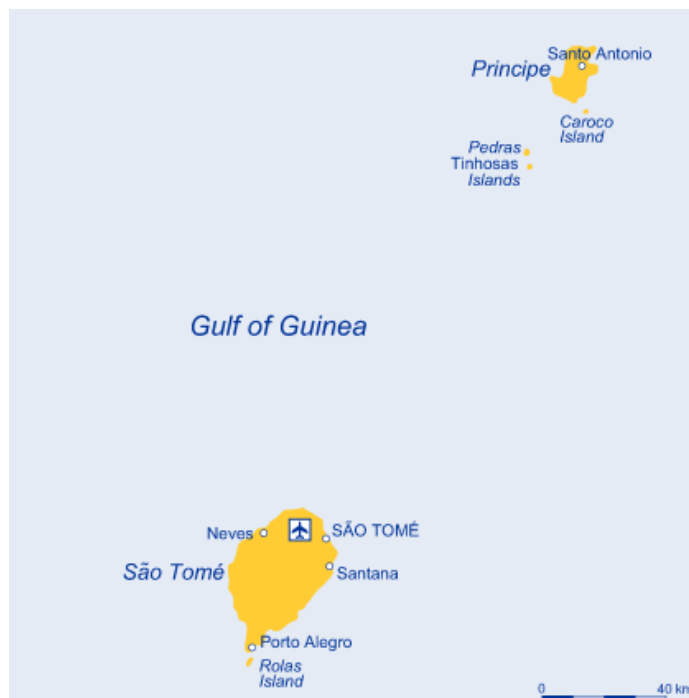 Santo Antonio
Principe
Caroco
Island
Pedras
Tinhosas
Islands
Gulf of Guinea
Neves
SÃO TOMÉ
São Tomé
Santana
Porto Alegro
Rolas
Island
0 40 km